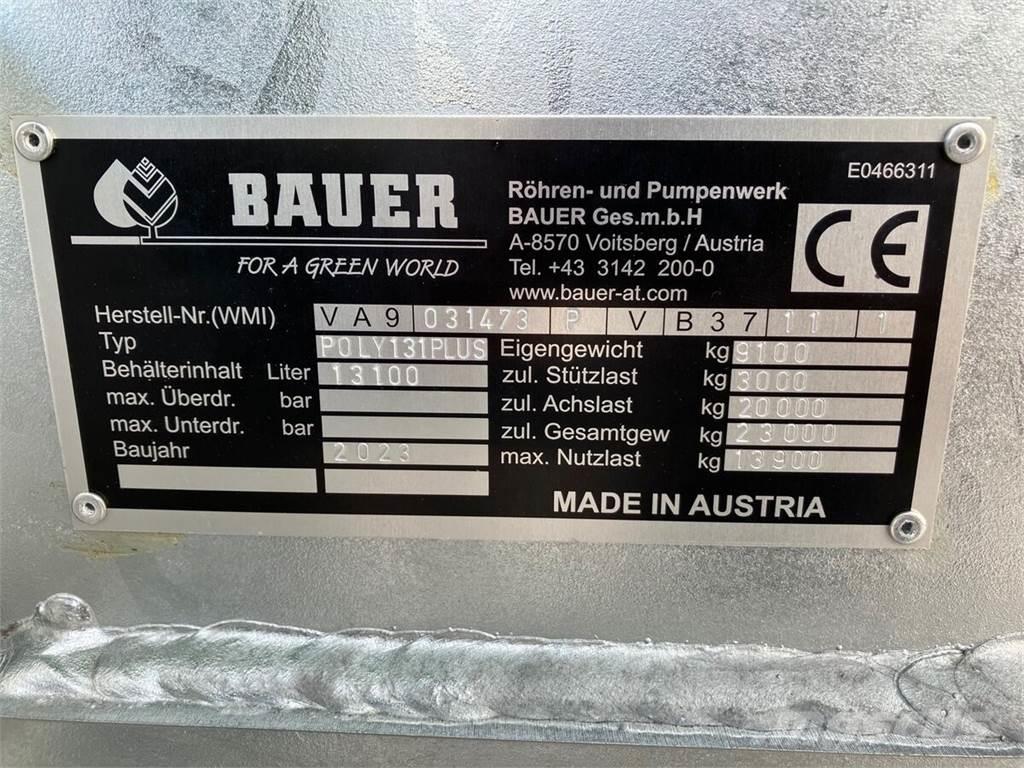 E0466311
BAUER
FOR A GREEN WORLD
Röhren- und Pumpenwerk
BAUER Ges.m.b.H
A-8570 Voitsberg / Austria
Tel. +43 3142 200-0
www.bauer-at.com
CE
Herstell-Nr.(WMI) VA9 031473 P V B37 11 1
Typ POLY131PLUS
Behälterinhalt Liter 13100
max. Überdr. bar
max. Unterdr. bar
Baujahr 2023
Eigengewicht kg 9100
zul. Stützlast kg 3000
zul. Achslast kg 20000
zul. Gesamtgew kg 23000
max. Nutzlast kg 13900
MADE IN AUSTRIA